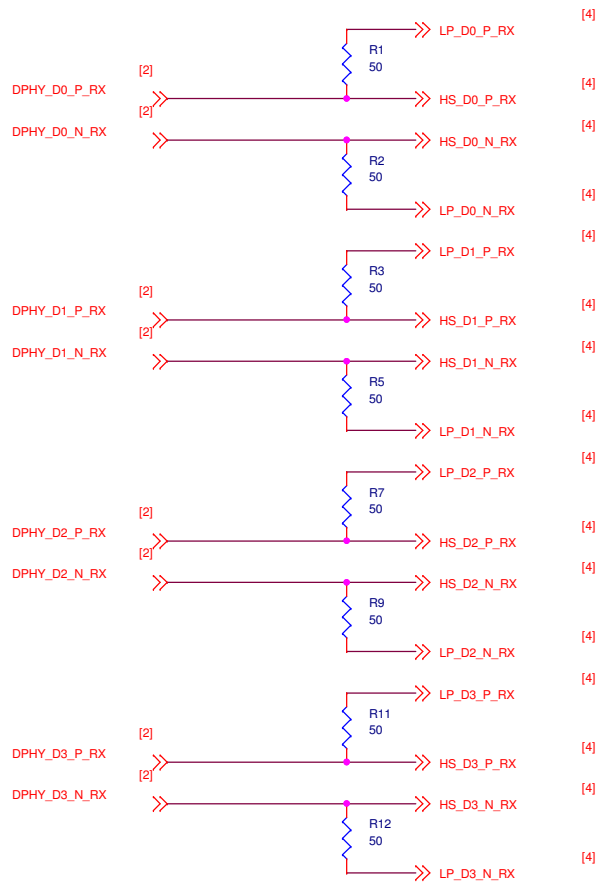 LP_D0_P_RX [4]
R1
50
[2]
DPHY_D0_P_RX
HS_D0_P_RX [4]
[2]
DPHY_D0_N_RX
HS_D0_N_RX [4]
R2
50
LP_D0_N_RX [4]
LP_D1_P_RX [4]
R3
50
[2]
DPHY_D1_P_RX
HS_D1_P_RX [4]
[2]
DPHY_D1_N_RX
HS_D1_N_RX [4]
R5
50
LP_D1_N_RX [4]
LP_D2_P_RX [4]
R7
50
[2]
DPHY_D2_P_RX
HS_D2_P_RX [4]
[2]
DPHY_D2_N_RX
HS_D2_N_RX [4]
R9
50
LP_D2_N_RX [4]
LP_D3_P_RX [4]
R11
50
[2]
DPHY_D3_P_RX
HS_D3_P_RX [4]
[2]
DPHY_D3_N_RX
HS_D3_N_RX [4]
R12
50
LP_D3_N_RX [4]